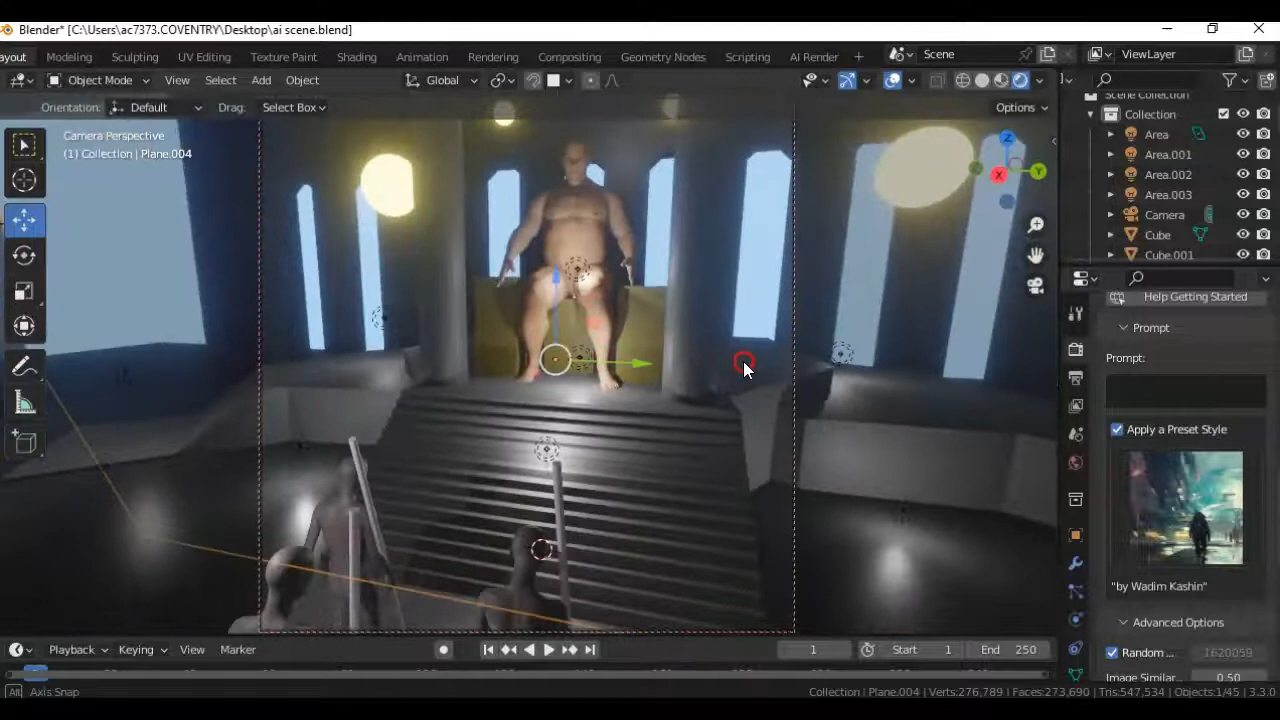 Blender* [C:\Users\ac7373.COVENTRY\Desktop\ai scene.blend]
ayout Modeling Sculpting UV Editing Texture Paint Shading Animation Rendering Compositing Geometry Nodes Scripting AI Render Scene ViewLayer
Object Mode View Select Add Object Global
Orientation: Default Drag: Select Box Options
Scene Collection
Collection
Area
Area.001
Area.002
Area.003
Camera
Cube
Cube.001
Camera Perspective
(1) Collection | Plane.004
Z
Y
X
Help Getting Started
Prompt
Prompt:
Apply a Preset Style
"by Wadim Kashin"
Advanced Options
Random ... 1620059
Image Similar.. 0.50
Playback Keying View Marker 1 Start 1 End 250
Alt Axis Snap Collection | Plane.004 | Verts:276,789 | Faces:273,690 | Tris:547,534 | Objects:1/45 | 3.3.0